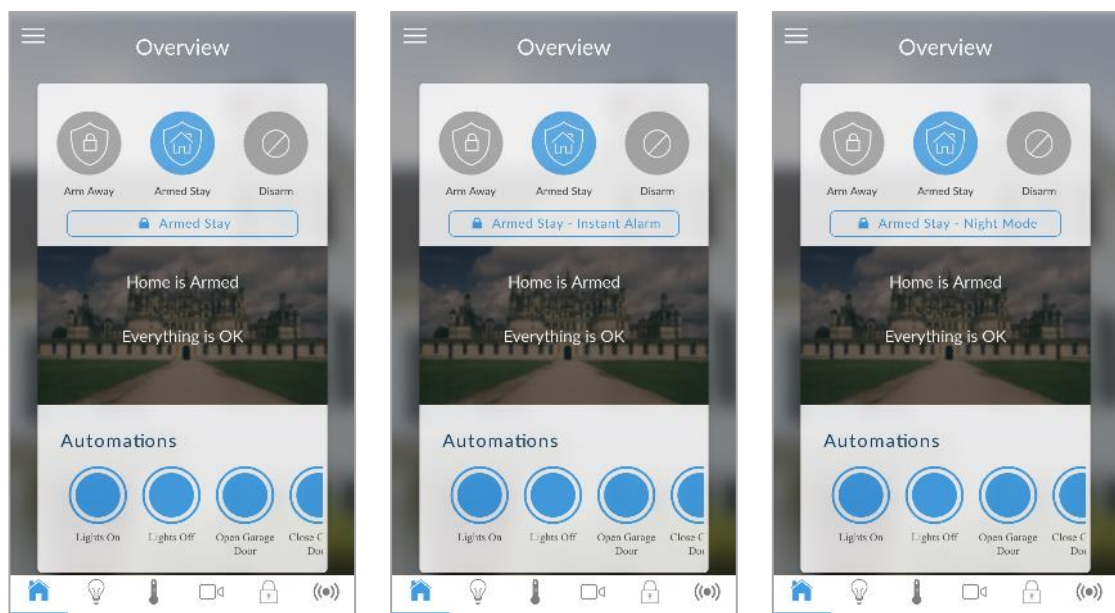 Overview
Arm Away
Armed Stay
Disarm
Armed Stay
Home is Armed
Everything is OK
Automations
Lights On
Lights Off
Open Garage
Door
Close
Overview
Arm Away
Armed Stay
Disarm
Armed Stay - Instant Alarm
Home is Armed
Everything is OK
Automations
Lights On
Lights Off
Open Garage
Door
Close
Overview
Arm Away
Armed Stay
Disarm
Armed Stay - Night Mode
Home is Armed
Everything is OK
Automations
Lights On
Lights Off
Open Garage
Door
Close